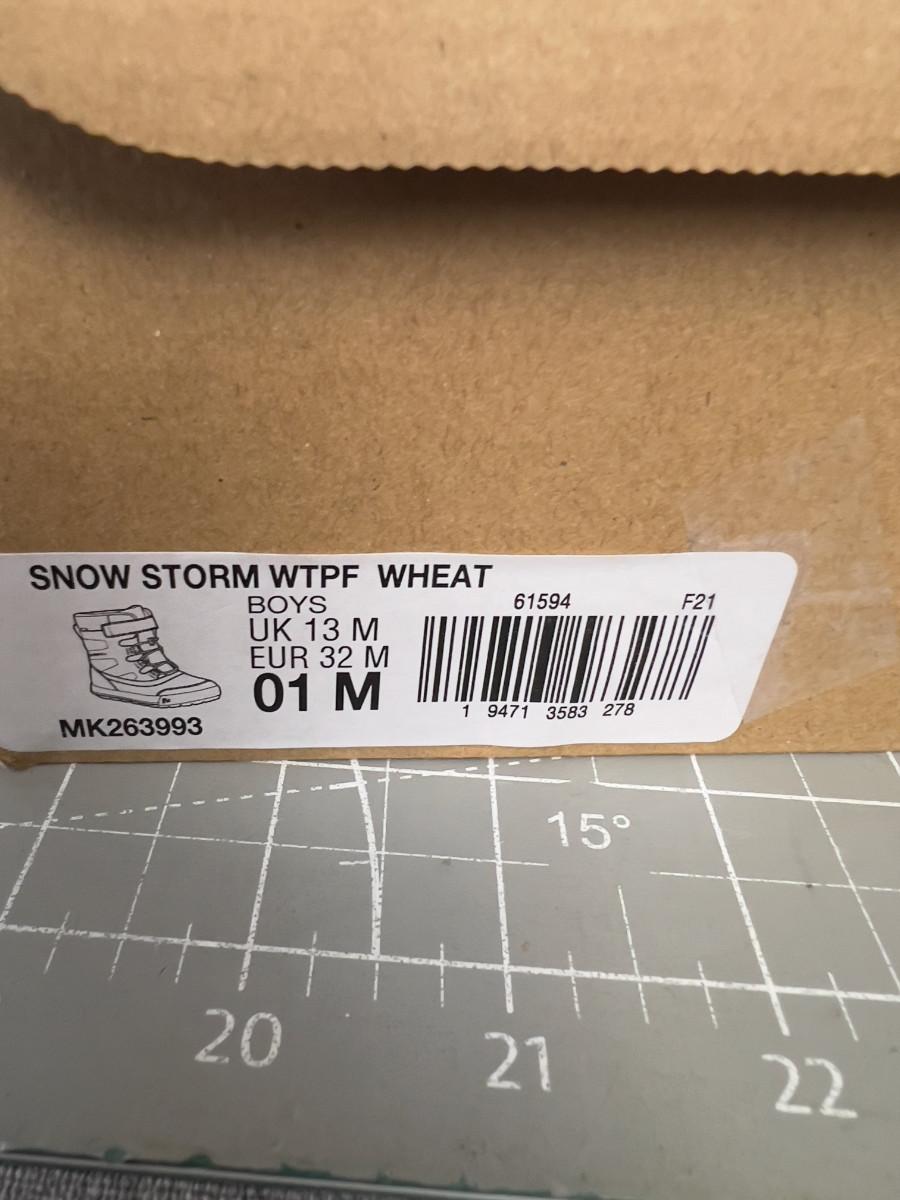 SNOW STORM WTPF WHEAT
BOYS
UK 13 M
EUR 32 M
01 M
MK263993
61594 F21
1 9471 3583 278
15°
20
21
22